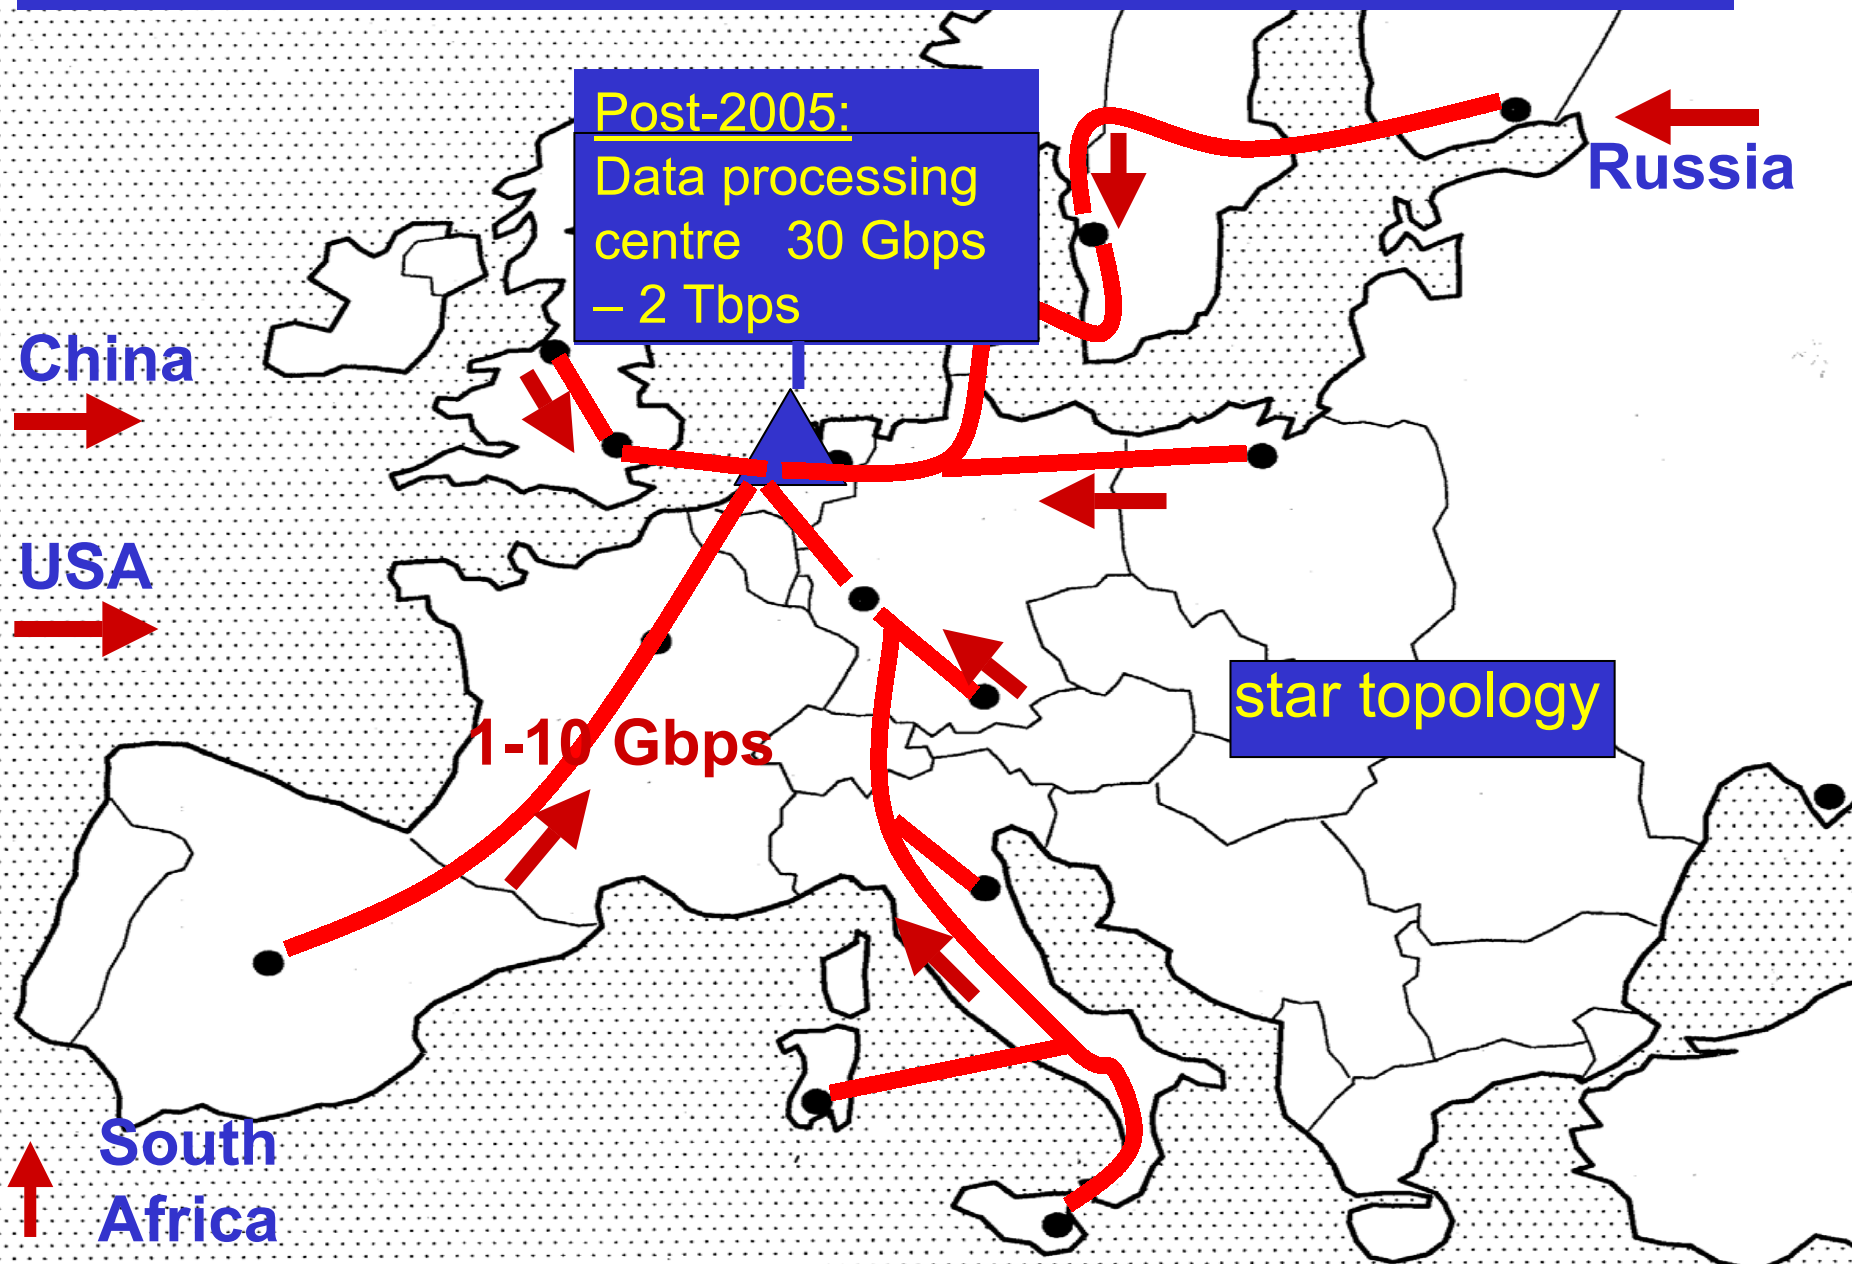 Post-2005:
Data processing
centre 30 Gbps
– 2 Tbps
Russia
China
USA
star topology
1-10 Gbps
South
Africa